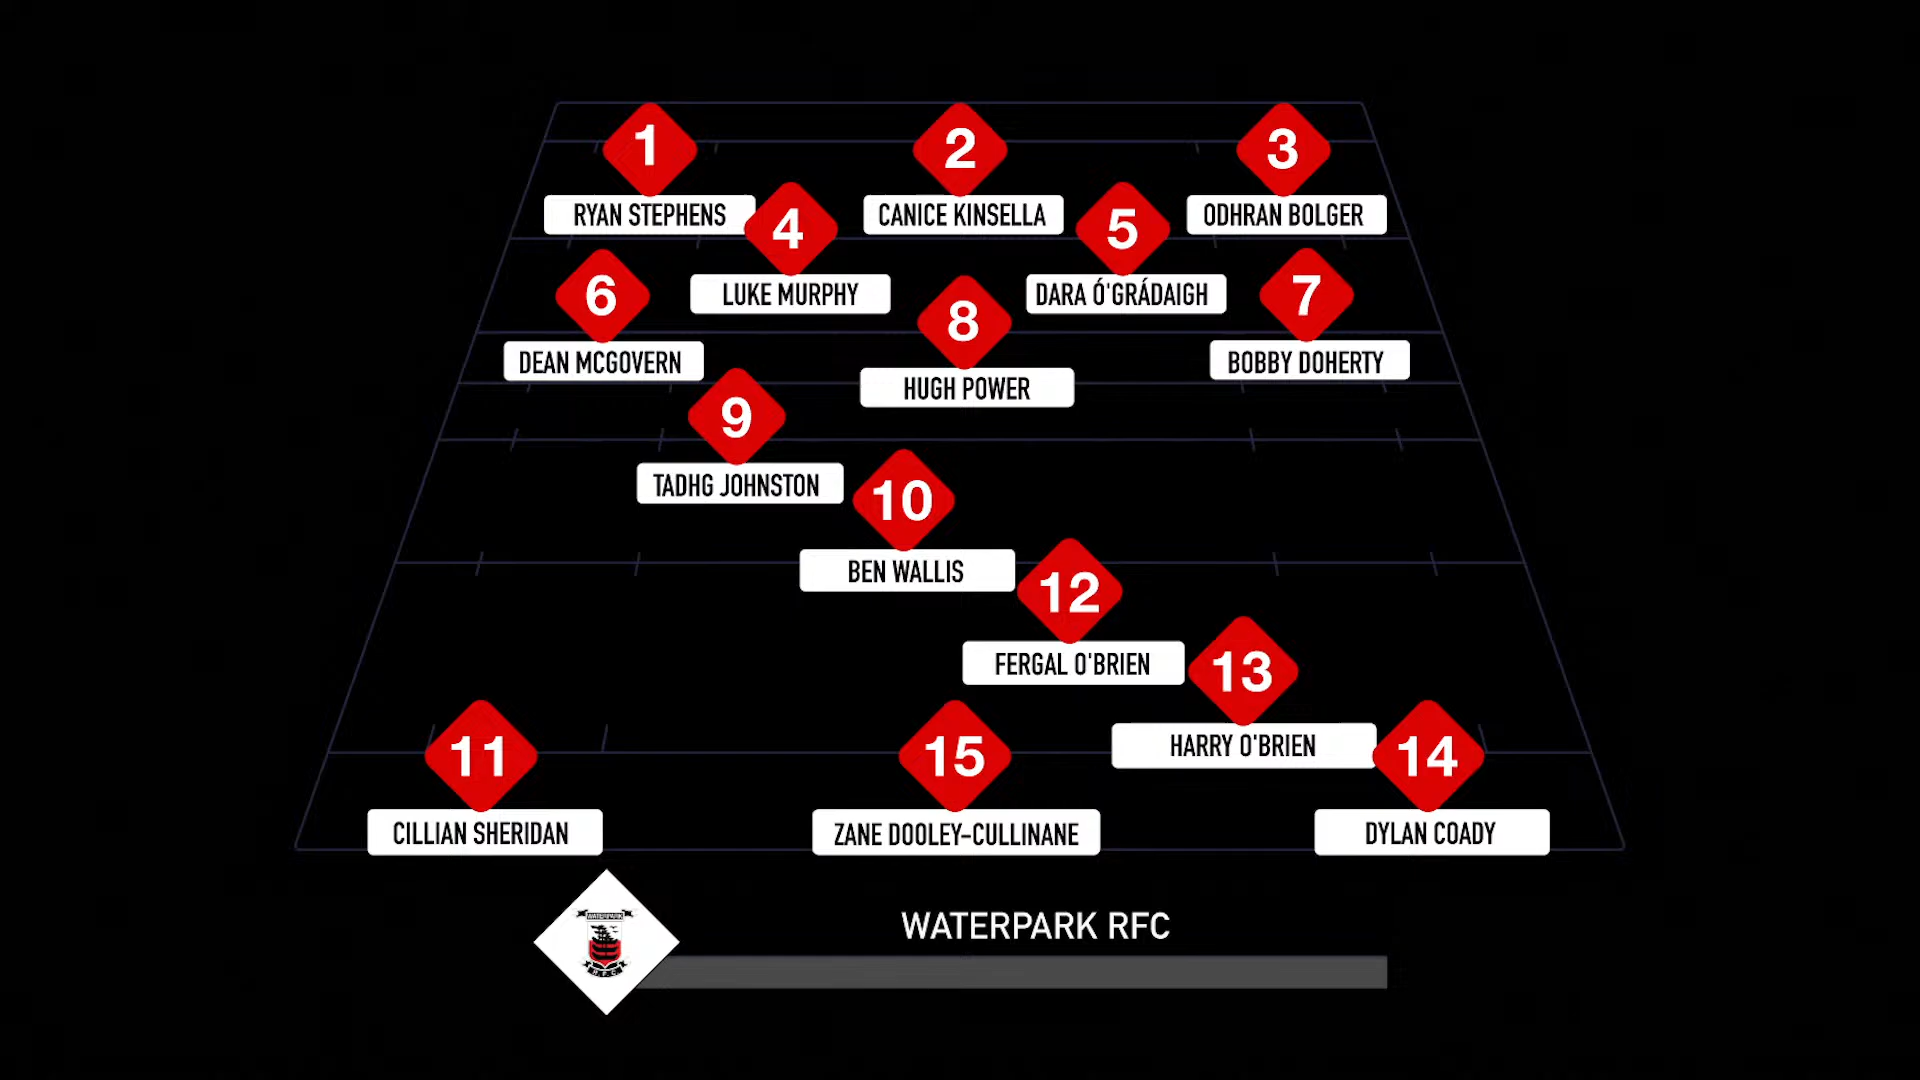 1
2
3
RYAN STEPHENS
CANICE KINSELLA
ODHRAN BOLGER
4
5
LUKE MURPHY
DARA Ó'GRÁDAIGH
6
8
7
DEAN MCGOVERN
HUGH POWER
BOBBY DOHERTY
9
TADHG JOHNSTON
10
BEN WALLIS
12
FERGAL O'BRIEN
13
HARRY O'BRIEN
11
15
14
CILLIAN SHERIDAN
ZANE DOOLEY-CULLINANE
DYLAN COADY
WATERPARK
R.F.C.
WATERPARK RFC